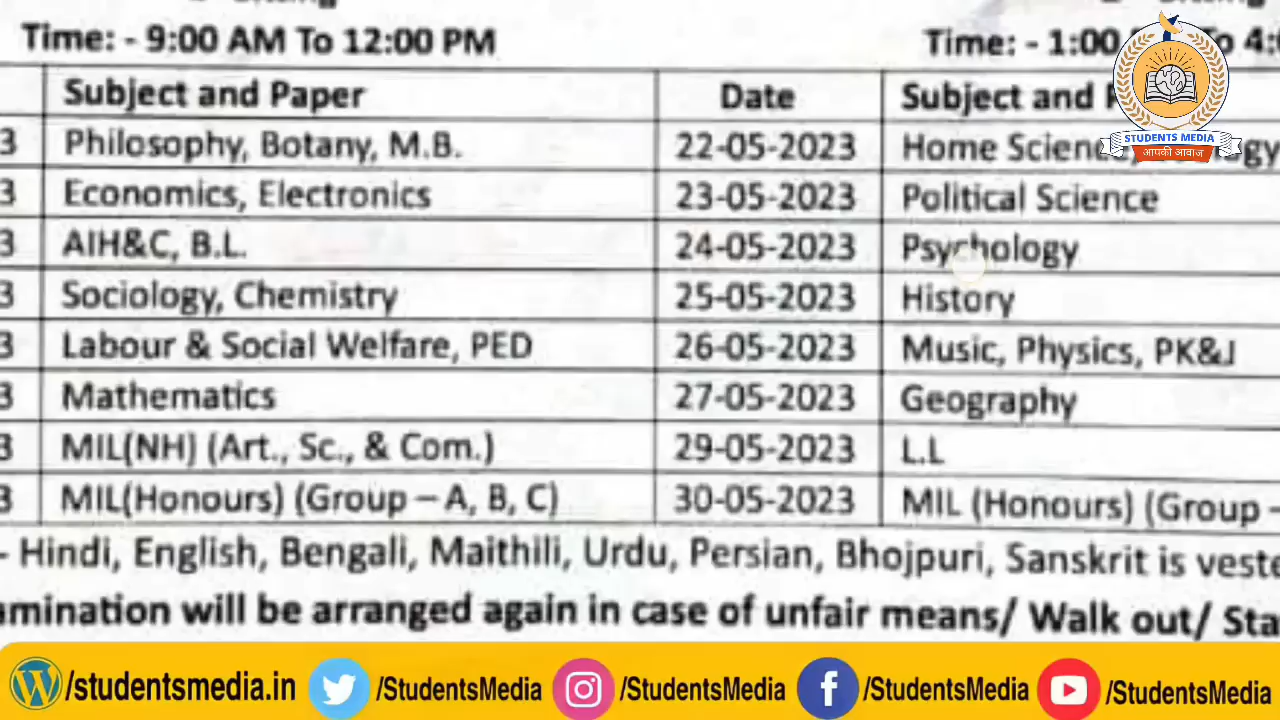 Time: - 9:00 AM To 12:00 PM Time: - 1:00 To 4:
Subject and Paper Date Subject and
3 Philosophy, Botany, M.B. 22-05-2023 Home
3 Economics, Electronics 23-05-2023 Political Science
3 AIH&C, B.L. 24-05-2023 Psychology
3 Sociology, Chemistry 25-05-2023 History
3 Labour & Social Welfare, PED 26-05-2023 Music, Physics, PK&J
3 Mathematics 27-05-2023 Geography
3 MIL(NH) (Art., Sc., & Com.) 29-05-2023 L.L
3 MIL(Honours) (Group – A, B, C) 30-05-2023 MIL (Honours) (Group –
- Hindi, English, Bengali, Maithili, Urdu, Persian, Bhojpuri, Sanskrit is veste
amination will be arranged again in case of unfair means/ Walk out/ Sta
STUDENTS MEDIA
आपकी आवाज
/studentsmedia.in /StudentsMedia /StudentsMedia /StudentsMedia /StudentsMedia